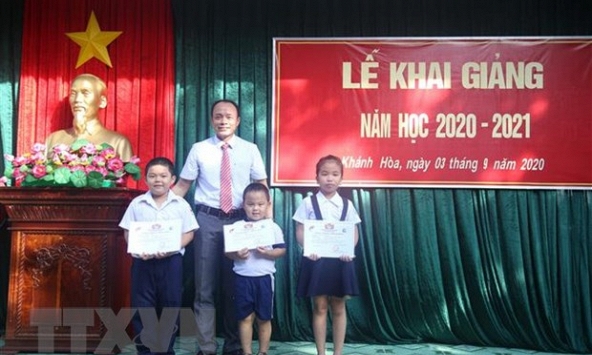 LỄ KHAI GIẢNG
NĂM HỌC 2020 - 2021
Khánh Hòa, ngày 03 tháng 9 năm 2020
TTXVN